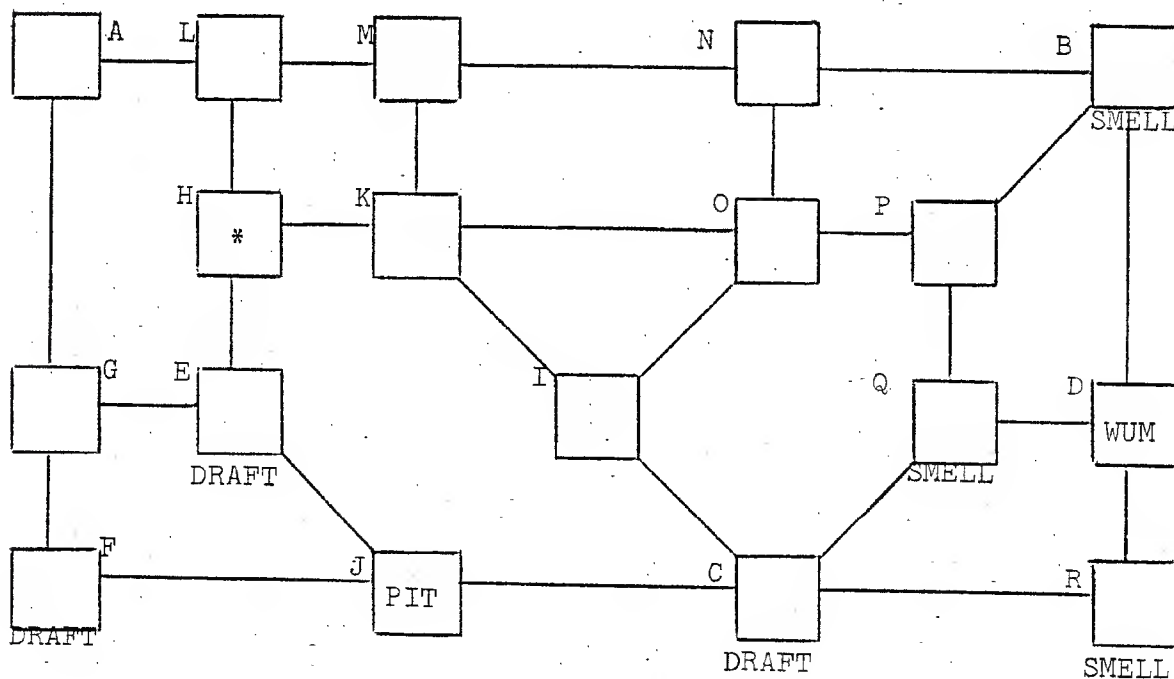 A L M N B
SMELL
H K O P
*
G E I Q D
WUM
DRAFT SMELL
F J C R
PIT
DRAFT DRAFT SMELL